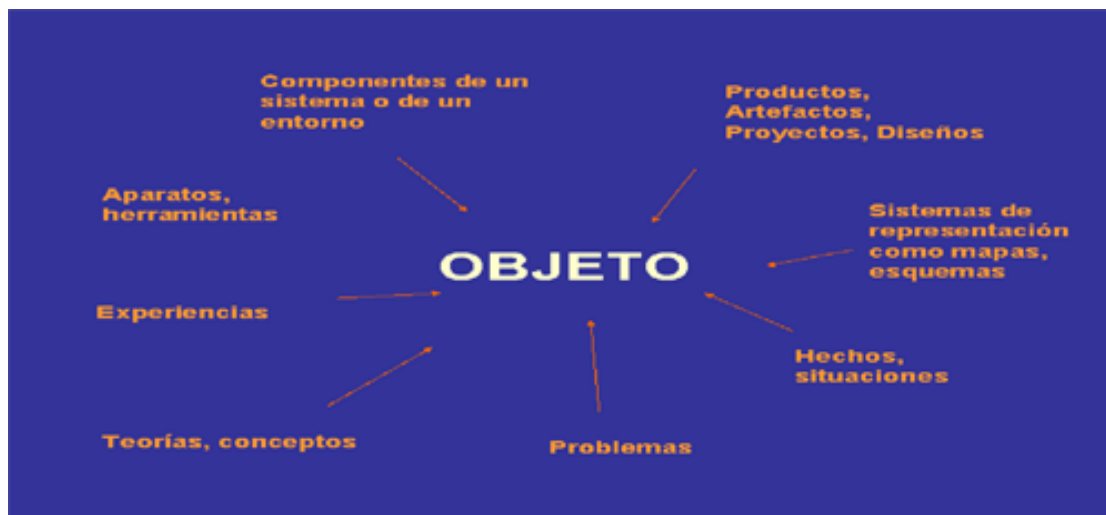 Componentes de un
sistema o de un
entorno
Productos,
Artefactos,
Proyectos, Diseños
Aparatos,
herramientas
Sistemas de
representación
como mapas,
esquemas
OBJETO
Experiencias
Hechos,
situaciones
Teorías, conceptos
Problemas